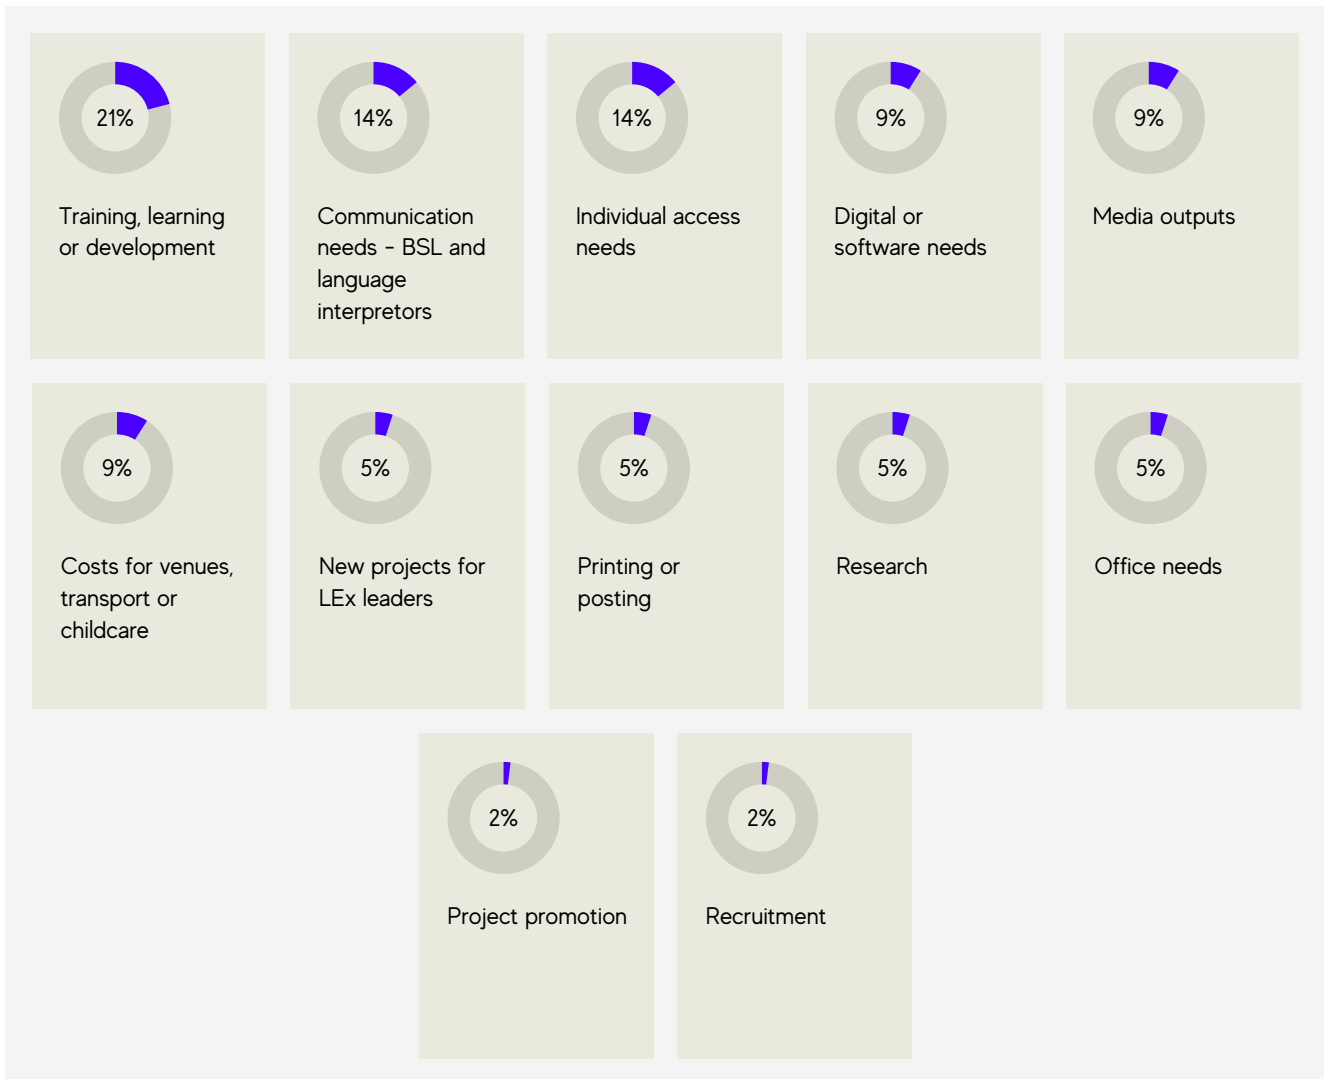 21%
Training, learning
or development
14%
Communication
needs - BSL and
language
interpretors
14%
Individual access
needs
9%
Digital or
software needs
9%
Media outputs
9%
Costs for venues,
transport or
childcare
5%
New projects for
LEx leaders
5%
Printing or
posting
5%
Research
5%
Office needs
2%
Project promotion
2%
Recruitment